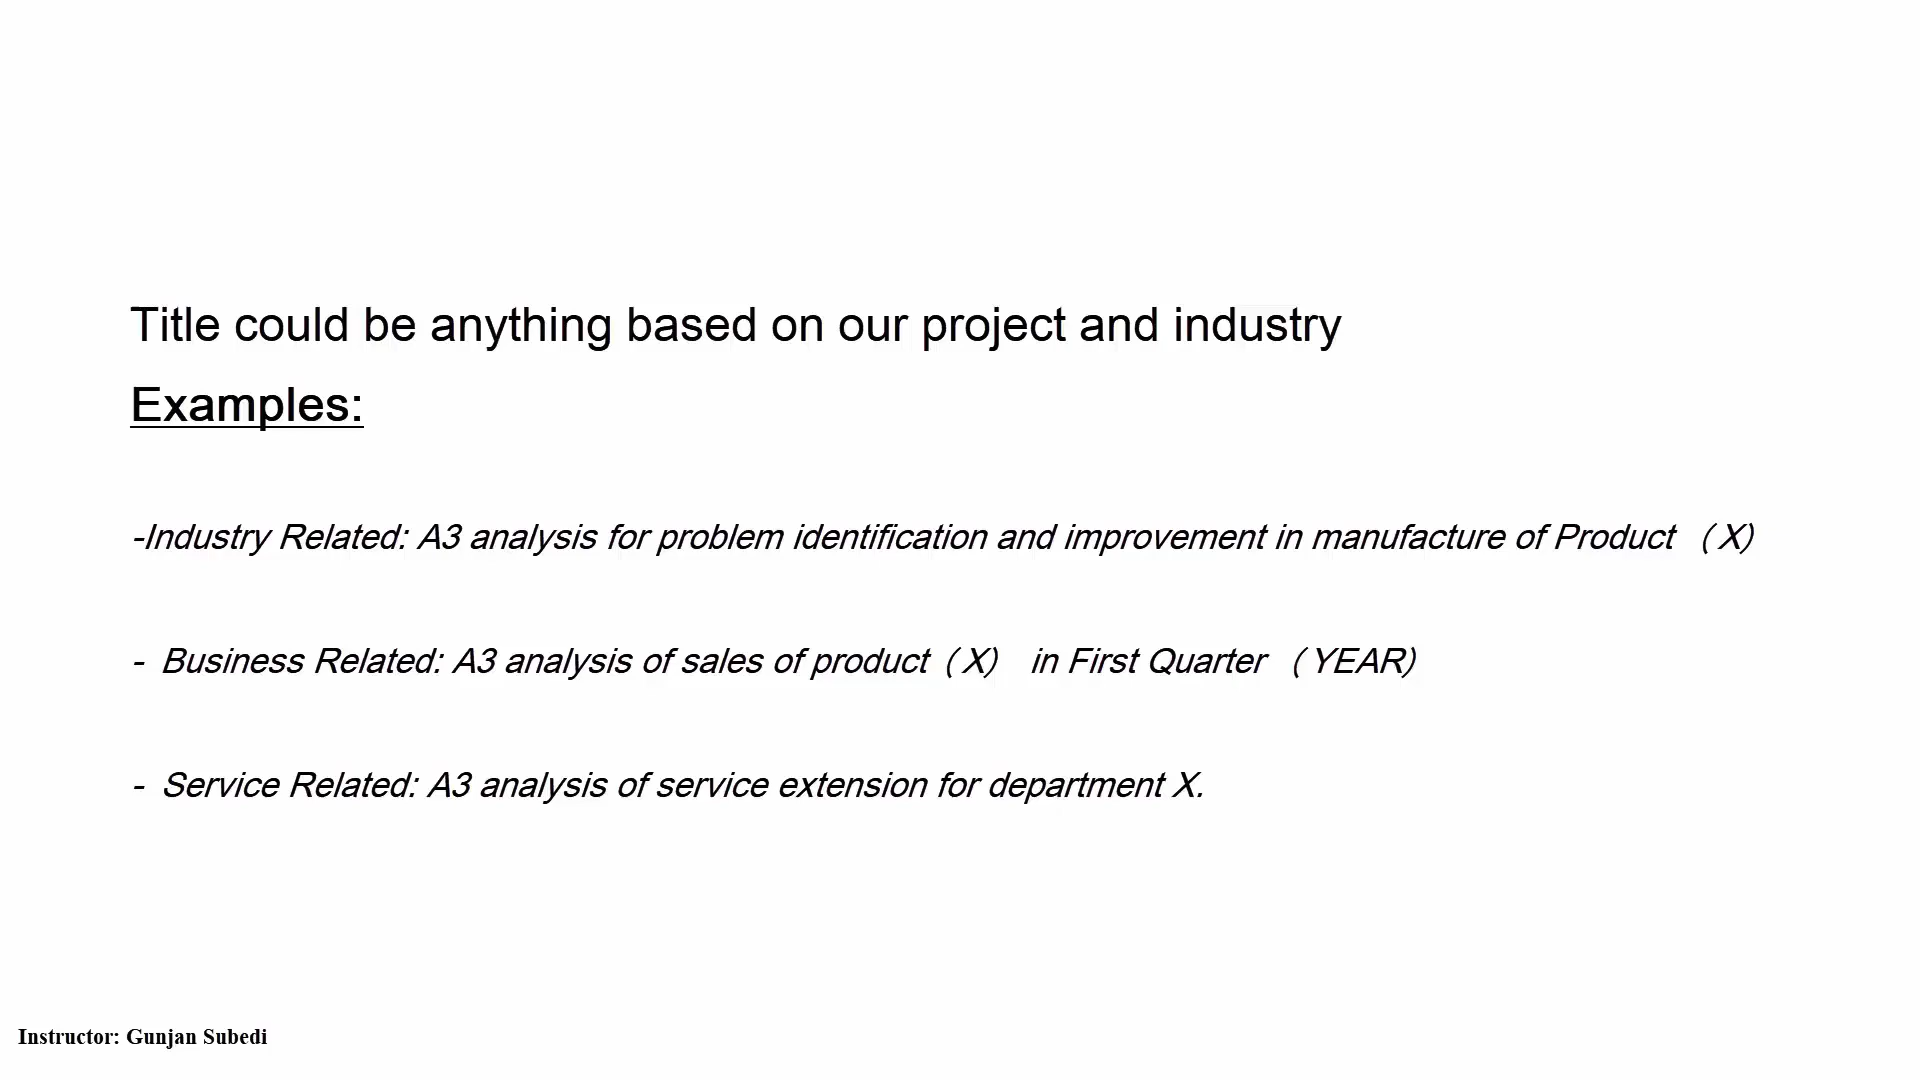 Title could be anything based on our project and industry
Examples:
-Industry Related: A3 analysis for problem identification and improvement in manufacture of Product （X)
- Business Related: A3 analysis of sales of product（X) in First Quarter （YEAR)
- Service Related: A3 analysis of service extension for department X.
Instructor: Gunjan Subedi